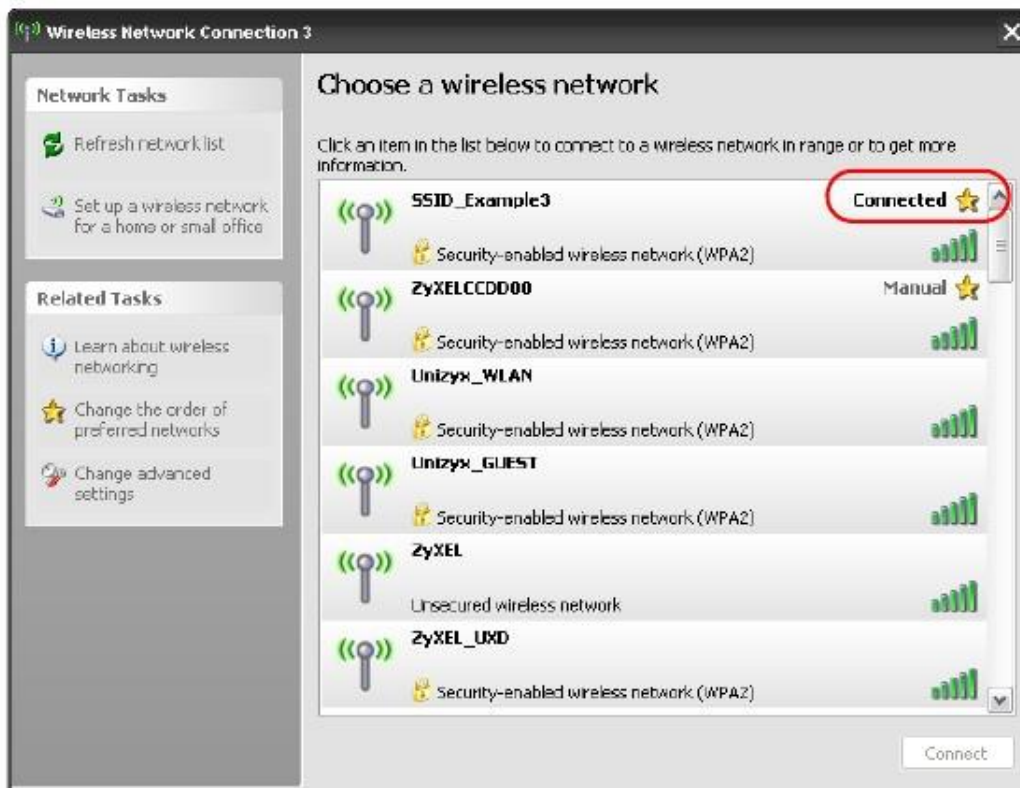 Wireless Network Connection 3
Network Tasks
Refresh network list
Set up a wireless network
for a home or small office
Related Tasks
Learn about wireless
networking
Change the order of
preferred networks
Change advanced
settings
Choose a wireless network
Click an item in the list below to connect to a wireless network in range or to get more
information.
SSID_Example3 Connected
Security-enabled wireless network (WPA2)
ZyXELCCDD00 Manual
Security-enabled wireless network (WPA2)
Unizyx_WLAN
Security-enabled wireless network (WPA2)
Unizyx_GUEST
Security-enabled wireless network (WPA2)
ZyXEL
Unsecured wireless network
ZyXEL_UXD
Security-enabled wireless network (WPA2)
Connect